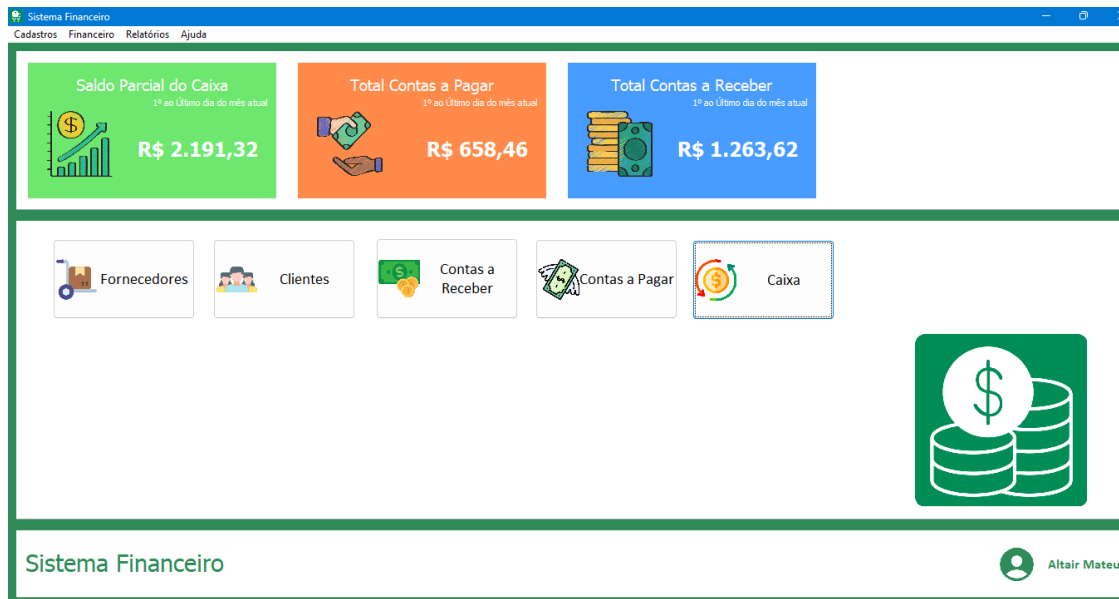 Sistema Financeiro
Cadastros Financeiro Relatórios Ajuda
Saldo Parcial do Caixa
1º ao Último dia do mês atual
R$ 2.191,32
Total Contas a Pagar
1º ao Último dia do mês atual
R$ 658,46
Total Contas a Receber
1º ao Último dia do mês atual
R$ 1.263,62
Fornecedores
Clientes
Contas a
Receber
Contas a Pagar
Caixa
Sistema Financeiro
Altair Mateu